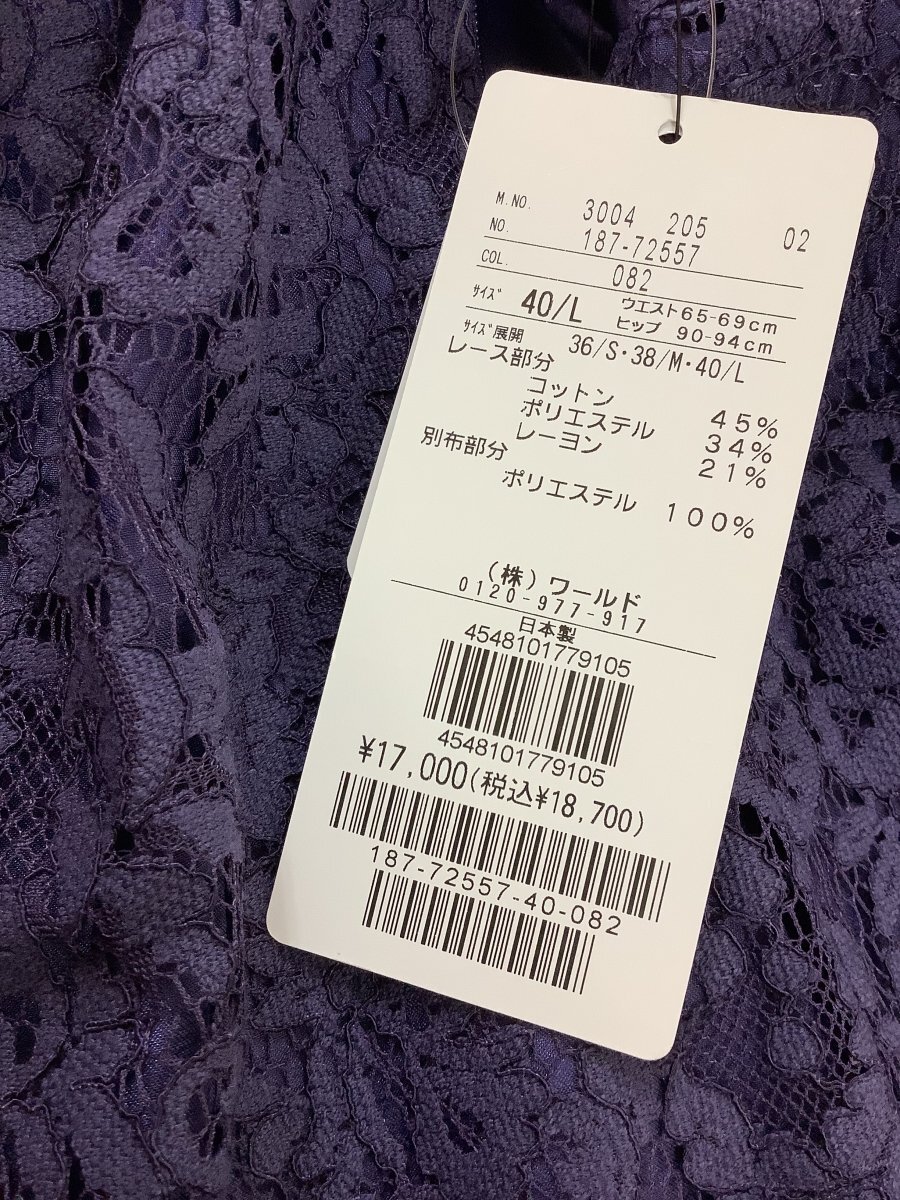 M.NO. 3004 205 02
NO. 187-72557
COL. 082
サイズ 40/L ウエスト65-69cm
ヒップ 90-94cm
サイズ展開 36/S・38/M・40/L
レース部分
コットン 45%
ポリエステル 34%
レーヨン 21%
別布部分
ポリエステル 100%
(株)ワールド
0120-977-917
日本製
4548101779105
4548101779105
¥17,000(税込¥18,700)
187-72557-40-082